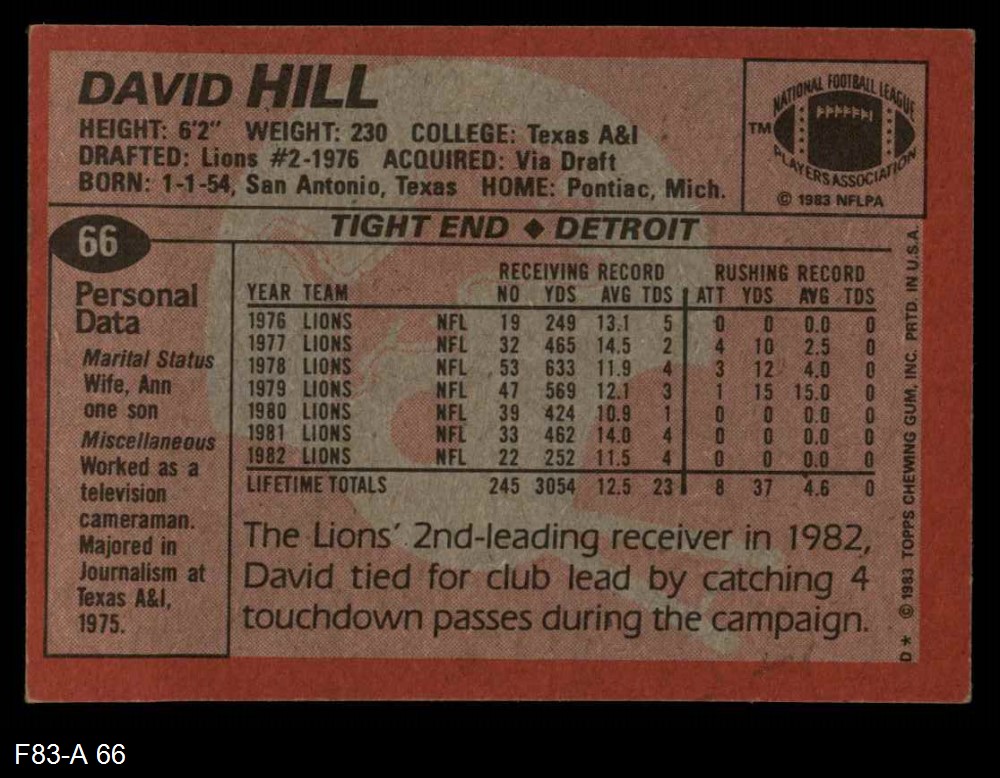 DAVID HILL
HEIGHT: 6'2" WEIGHT: 230 COLLEGE: Texas A&I
DRAFTED: Lions #2-1976 ACQUIRED: Via Draft
BORN: 1-1-54, San Antonio, Texas HOME: Pontiac, Mich.
NATIONAL FOOTBALL LEAGUE
TM
PLAYERS ASSOCIATION
© 1983 NFLPA
TIGHT END ◆ DETROIT
66
Personal
Data
Marital Status
Wife, Ann
one son
Miscellaneous
Worked as a
television
cameraman.
Majored in
Journalism at
Texas A&I,
1975.
RECEIVING RECORD RUSHING RECORD
YEAR TEAM NO YDS AVG TDS ATT YDS AVG TDS
1976 LIONS NFL 19 249 13.1 5 0 0 0.0 0
1977 LIONS NFL 32 465 14.5 2 4 10 2.5 0
1978 LIONS NFL 53 633 11.9 4 3 12 4.0 0
1979 LIONS NFL 47 569 12.1 3 1 15 15.0 0
1980 LIONS NFL 39 424 10.9 1 0 0 0.0 0
1981 LIONS NFL 33 462 14.0 4 0 0 0.0 0
1982 LIONS NFL 22 252 11.5 4 0 0 0.0 0
LIFETIME TOTALS 245 3054 12.5 23 8 37 4.6 0
The Lions' 2nd-leading receiver in 1982,
David tied for club lead by catching 4
touchdown passes during the campaign.
D* © 1983 TOPPS CHEWING GUM, INC. PRTD. IN U.S.A.
F83-A 66